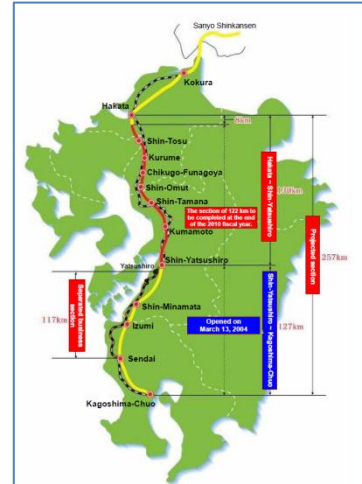 Sanyo Shinkansen
Kokura
Hakata
8km
Shin-Tosu
Kurume
Chikugo-Funagoya
Shin-Omut
Shin-Tamana
The section of 122 km to
be completed at the end
of the 2010 fiscal year.
Kumamoto
Hakata ~ Shin-Yatsushiro
130km
Projected section
257km
Yatsushiro
Shin-Yatsushiro
Separated business
section
117km
Shin-Minamata
Izumi
Opened on
March 13, 2004
Shin-Yatsushiro ~ Kagoshima-Chuo
127km
Sendai
Kagoshima-Chuo